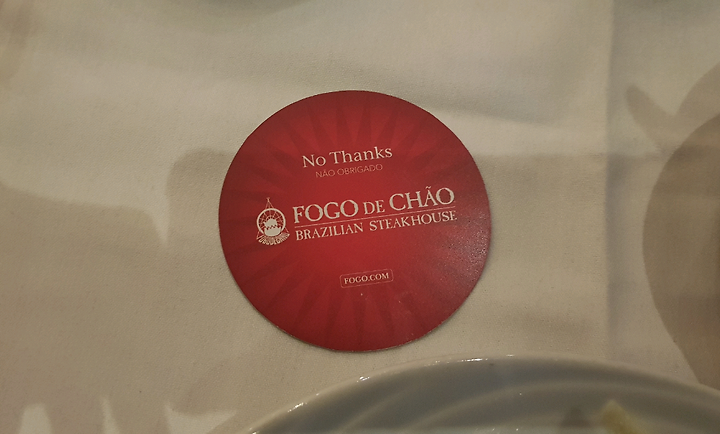 No Thanks
NÃO OBRIGADO
FOGO DE CHÃO
BRAZILIAN STEAKHOUSE
FOGO.COM